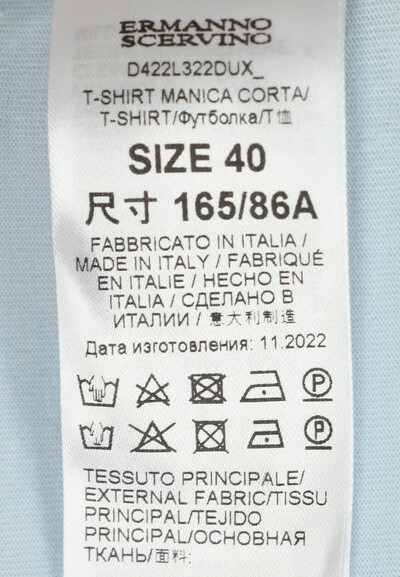 ERMANNO
SCERVINO
D422L322DUX_
T-SHIRT MANICA CORTA/
T-SHIRT/Футболка/T恤
SIZE 40
尺寸 165/86A
FABBRICATO IN ITALIA /
MADE IN ITALY / FABRIQUÉ
EN ITALIE / HECHO EN
ITALIA / СДЕЛАНО В
ИТАЛИИ / 意大利制造
Дата изготовления: 11.2022
P
P
TESSUTO PRINCIPALE/
EXTERNAL FABRIC/TISSU
PRINCIPAL/TEJIDO
PRINCIPAL/ОСНОВНАЯ
ТКАНЬ/面料: